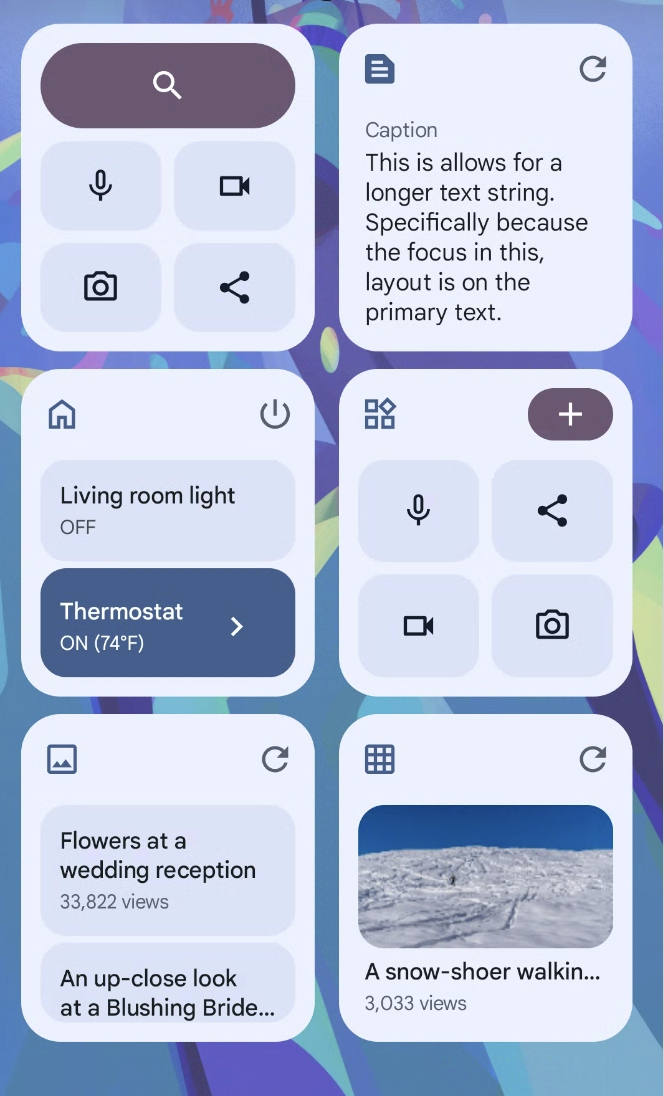 Caption
This is allows for a
longer text string.
Specifically because
the focus in this,
layout is on the
primary text.
Living room light
OFF
Thermostat
ON (74°F)
Flowers at a
wedding reception
33,822 views
An up-close look
at a Blushing Bride...
A snow-shoer walkin...
3,033 views